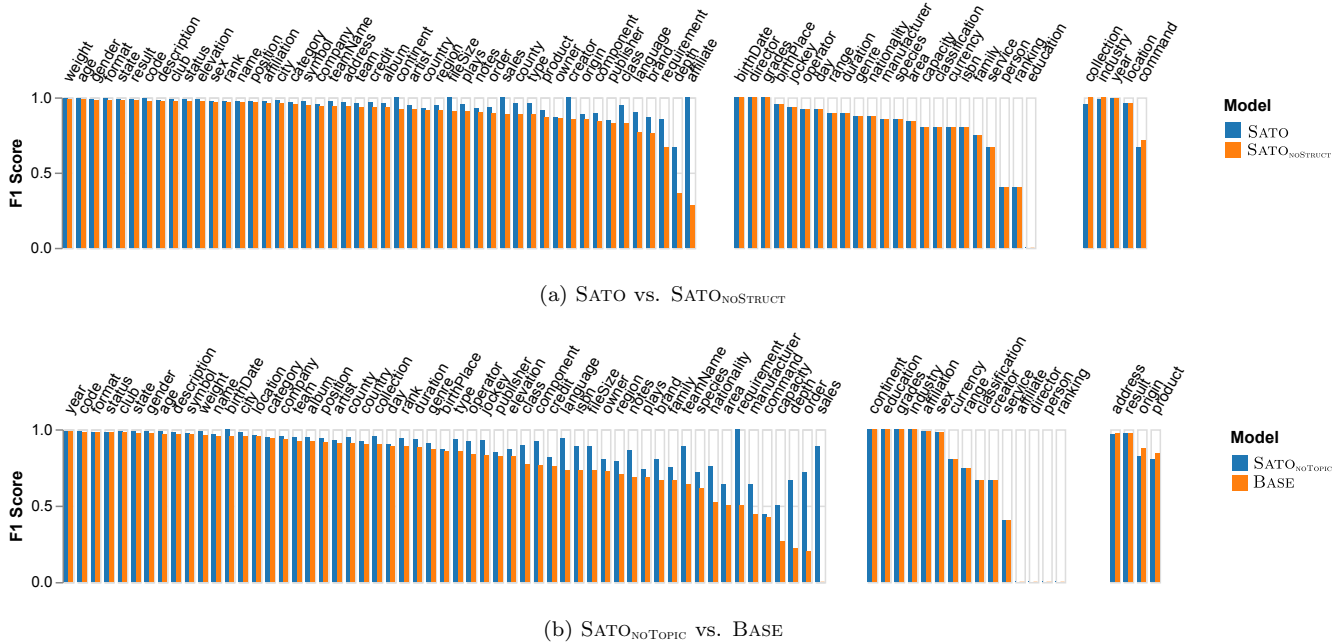 weight age gender format state result code description club status elevation sex rank name position affiliation city category symbol company teamName address team credit album continent artist country region fileSize plays notes order sales county type product owner creator origin component publisher class language brand requirement depth affiliate
birthDate director grades birthPlace jockey operator day range duration genre nationality manufacturer species area capacity classification currency isbn family service person ranking education
collection industry year location command
F1 Score
1.0
0.5
0.0
Model
SATO
SATO_NOSTRUCT
(a) SATO vs. SATO_NOSTRUCT
year code format status club state gender age description symbol weight name birthDate city location category company team album position artist county country collection day rank duration genre birthPlace type operator jockey publisher elevation class component credit language isbn fileSize owner region notes plays brand family teamName species nationality area requirement manufacturer command capacity depth order sales
continent education grades industry affiliation sex currency range classification creator service affiliate director person ranking
address result origin product
F1 Score
1.0
0.5
0.0
Model
SATO_NOTOPIC
BASE
(b) SATO_NOTOPIC vs. BASE